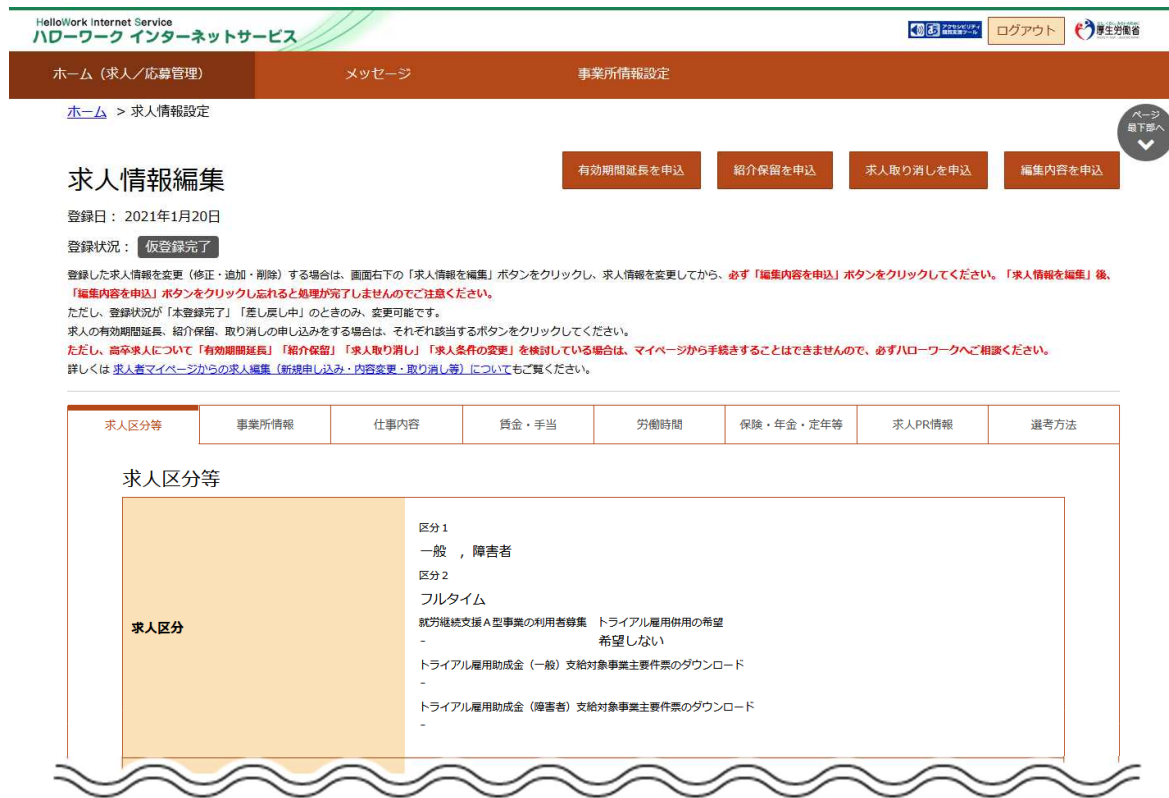 HelloWork Internet Service
ハローワーク インターネットサービス
ログアウト
厚生労働省
ホーム（求人／応募管理）
メッセージ
事業所情報設定
ホーム ＞求人情報設定
ページ
最下部へ
求人情報編集
有効期間延長を申込
紹介保留を申込
求人取り消しを申込
編集内容を申込
登録日： 2021年1月20日
登録状況： 仮登録完了
登録した求人情報を変更（修正・追加・削除）する場合は、画面右下の「求人情報を編集」ボタンをクリックし、求人情報を変更してから、必ず「編集内容を申込」ボタンをクリックしてください。「求人情報を編集」後、
「編集内容を申込」ボタンをクリックし忘れると処理が完了しませんのでご注意ください。
ただし、登録状況が「本登録完了」「差し戻し中」のときのみ、変更可能です。
求人の有効期間延長、紹介保留、取り消しの申し込みをする場合は、それぞれ該当するボタンをクリックしてください。
ただし、高卒求人について「有効期間延長」「紹介保留」「求人取り消し」「求人条件の変更」を検討している場合は、マイページから手続きすることはできませんので、必ずハローワークへご相談ください。
詳しくは 求人者マイページからの求人編集（新規申し込み・内容変更・取り消し等）についてもご覧ください。
求人区分等
事業所情報
仕事内容
賃金・手当
労働時間
保険・年金・定年等
求人PR情報
選考方法
求人区分等
求人区分
区分１
一般 ，障害者
区分２
フルタイム
就労継続支援Ａ型事業の利用者募集 トライアル雇用併用の希望
- 希望しない
トライアル雇用助成金（一般）支給対象事業主要件票のダウンロード
-
トライアル雇用助成金（障害者）支給対象事業主要件票のダウンロード
-